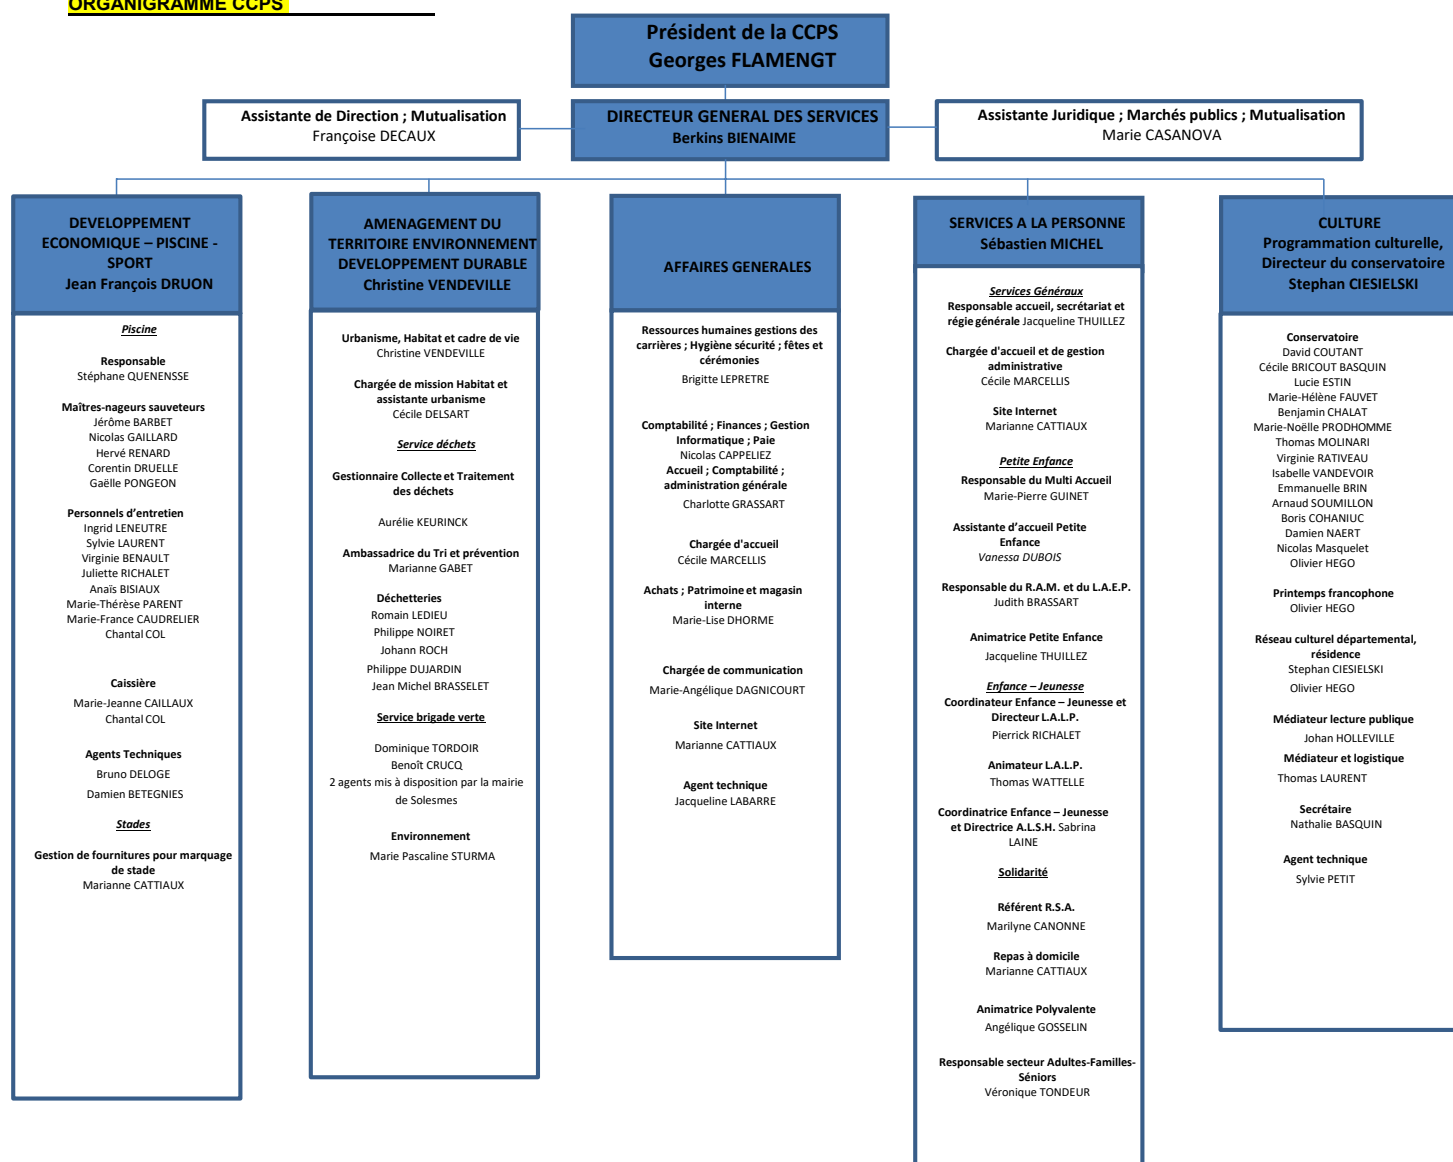 ORGANIGRAMME CCPS
Président de la CCPS
Georges FLAMENGT
Assistante de Direction ; Mutualisation
Françoise DECAUX
DIRECTEUR GENERAL DES SERVICES
Berkins BIENAIME
Assistante Juridique ; Marchés publics ; Mutualisation
Marie CASANOVA
DEVELOPPEMENT
ECONOMIQUE – PISCINE -
SPORT
Jean François DRUON
Piscine
Responsable
Stéphane QUENENSSE
Maîtres-nageurs sauveteurs
Jérôme BARBET
Nicolas GAILLARD
Hervé RENARD
Corentin DRUELLE
Gaëlle PONGEON
Personnels d'entretien
Ingrid LENEUTRE
Sylvie LAURENT
Virginie BENAULT
Juliette RICHALET
Anaïs BISIAUX
Marie-Thérèse PARENT
Marie-France CAUDRELIER
Chantal COL
Caissière
Marie-Jeanne CAILLAUX
Chantal COL
Agents Techniques
Bruno DELOGE
Damien BETEGNIES
Stades
Gestion de fournitures pour marquage
de stade
Marianne CATTIAUX
AMENAGEMENT DU
TERRITOIRE ENVIRONNEMENT
DEVELOPPEMENT DURABLE
Christine VENDEVILLE
Urbanisme, Habitat et cadre de vie
Christine VENDEVILLE
Chargée de mission Habitat et
assistante urbanisme
Cécile DELSART
Service déchets
Gestionnaire Collecte et Traitement
des déchets
Aurélie KEURINCK
Ambassadrice du Tri et prévention
Marianne GABET
Déchetteries
Romain LEDIEU
Philippe NOIRET
Johann ROCH
Philippe DUJARDIN
Jean Michel BRASSELET
Service brigade verte
Dominique TORDOIR
Benoît CRUCQ
2 agents mis à disposition par la mairie
de Solesmes
Environnement
Marie Pascaline STURMA
AFFAIRES GENERALES
Ressources humaines gestions des
carrières ; Hygiène sécurité ; fêtes et
cérémonies
Brigitte LEPRETRE
Comptabilité ; Finances ; Gestion
Informatique ; Paie
Nicolas CAPPELIEZ
Accueil ; Comptabilité ;
administration générale
Charlotte GRASSART
Chargée d'accueil
Cécile MARCELLIS
Achats ; Patrimoine et magasin
interne
Marie-Lise DHORME
Chargée de communication
Marie-Angélique DAGNICOURT
Site Internet
Marianne CATTIAUX
Agent technique
Jacqueline LABARRE
SERVICES A LA PERSONNE
Sébastien MICHEL
Services Généraux
Responsable accueil, secrétariat et
régie générale Jacqueline THUILLEZ
Chargée d'accueil et de gestion
administrative
Cécile MARCELLIS
Site Internet
Marianne CATTIAUX
Petite Enfance
Responsable du Multi Accueil
Marie-Pierre GUINET
Assistante d'accueil Petite
Enfance
Vanessa DUBOIS
Responsable du R.A.M. et du L.A.E.P.
Judith BRASSART
Animatrice Petite Enfance
Jacqueline THUILLEZ
Enfance – Jeunesse
Coordinateur Enfance – Jeunesse et
Directeur L.A.L.P.
Pierrick RICHALET
Animateur L.A.L.P.
Thomas WATTELLE
Coordinatrice Enfance – Jeunesse
et Directrice A.L.S.H. Sabrina
LAINE
Solidarité
Référent R.S.A.
Marilyne CANONNE
Repas à domicile
Marianne CATTIAUX
Animatrice Polyvalente
Angélique GOSSELIN
Responsable secteur Adultes-Familles-
Séniors
Véronique TONDEUR
CULTURE
Programmation culturelle,
Directeur du conservatoire
Stephan CIESIELSKI
Conservatoire
David COUTANT
Cécile BRICOUT BASQUIN
Lucie ESTIN
Marie-Hélène FAUVET
Benjamin CHALAT
Marie-Noëlle PRODHOMME
Thomas MOLINARI
Virginie RATIVEAU
Isabelle VANDEVOIR
Emmanuelle BRIN
Arnaud SOUMILLON
Boris COHANIUC
Damien NAERT
Nicolas Masquelet
Olivier HEGO
Printemps francophone
Olivier HEGO
Réseau culturel départemental,
résidence
Stephan CIESIELSKI
Olivier HEGO
Médiateur lecture publique
Johan HOLLEVILLE
Médiateur et logistique
Thomas LAURENT
Secrétaire
Nathalie BASQUIN
Agent technique
Sylvie PETIT